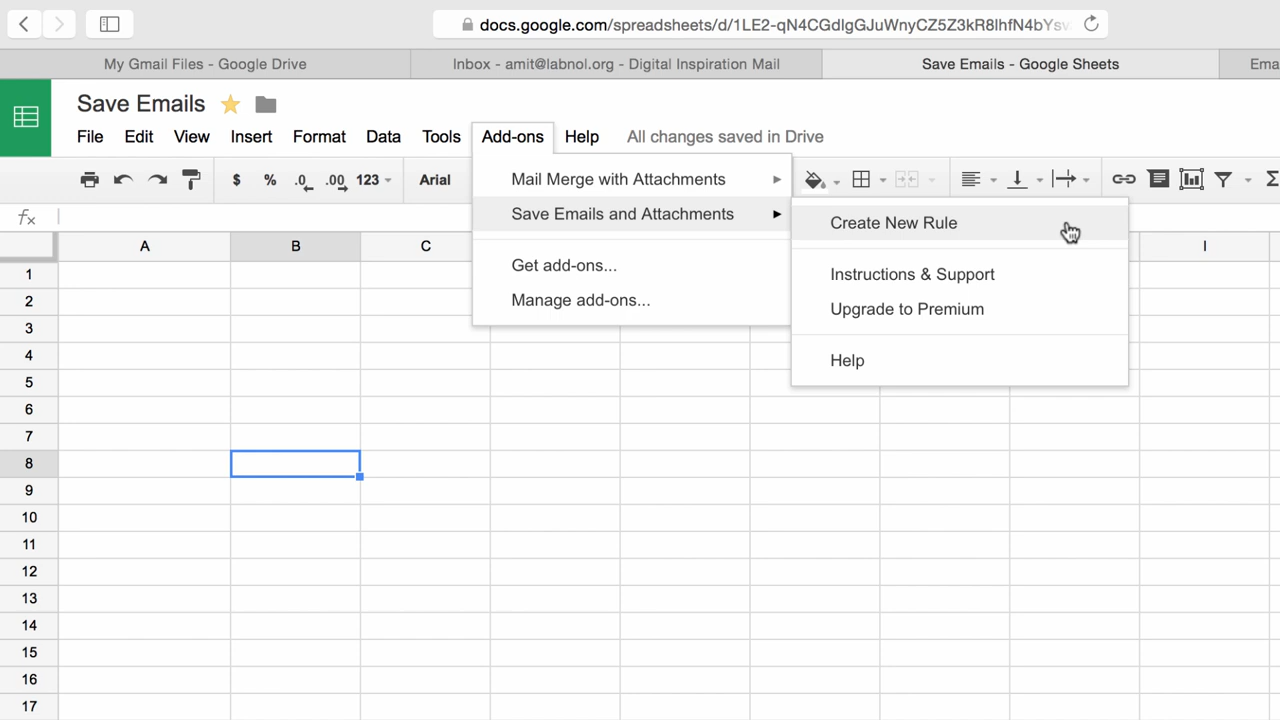 docs.google.com/spreadsheets/d/1LE2-qN4CGdlgGJuWnyCZ5Z3kR8lhfN4bYsv
My Gmail Files - Google Drive
Inbox - amit@labnol.org - Digital Inspiration Mail
Save Emails - Google Sheets
Ema
Save Emails
File Edit View Insert Format Data Tools Add-ons Help All changes saved in Drive
$ % .0 .00 123 Arial
Mail Merge with Attachments
Save Emails and Attachments
Get add-ons...
Manage add-ons...
Create New Rule
Instructions & Support
Upgrade to Premium
Help
fx
A B C I
1
2
3
4
5
6
7
8
9
10
11
12
13
14
15
16
17